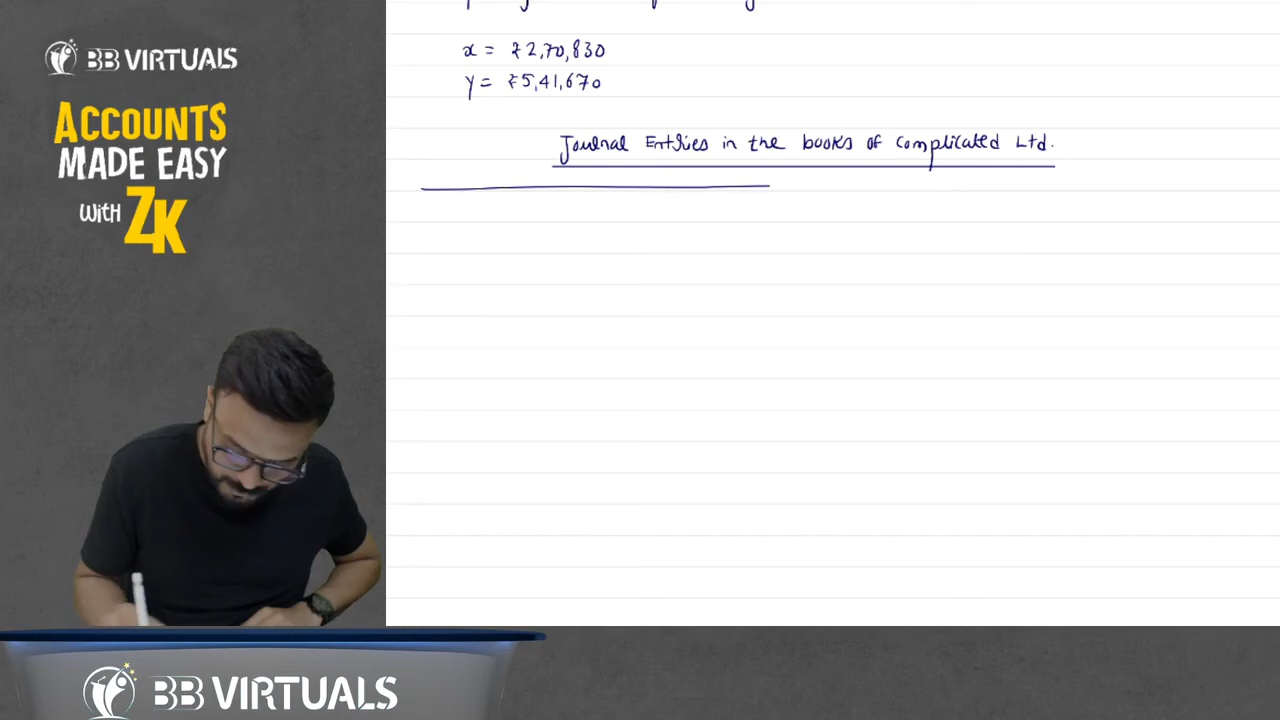 BB VIRTUALS
ACCOUNTS
MADE EASY
WITH ZK
x = ₹2,70,830
y = ₹5,41,670
Journal Entries in the books of Complicated Ltd.
BB VIRTUALS